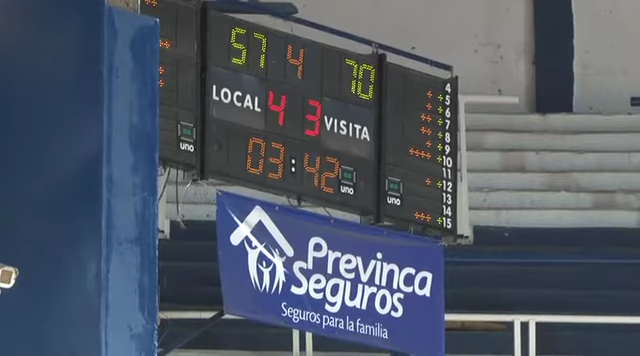 57 4 70
LOCAL 4 3 VISITA
03:42
uno
uno
uno
4
5
6
7
8
9
10
11
12
13
14
15
Previnca
Seguros
Seguros para la familia